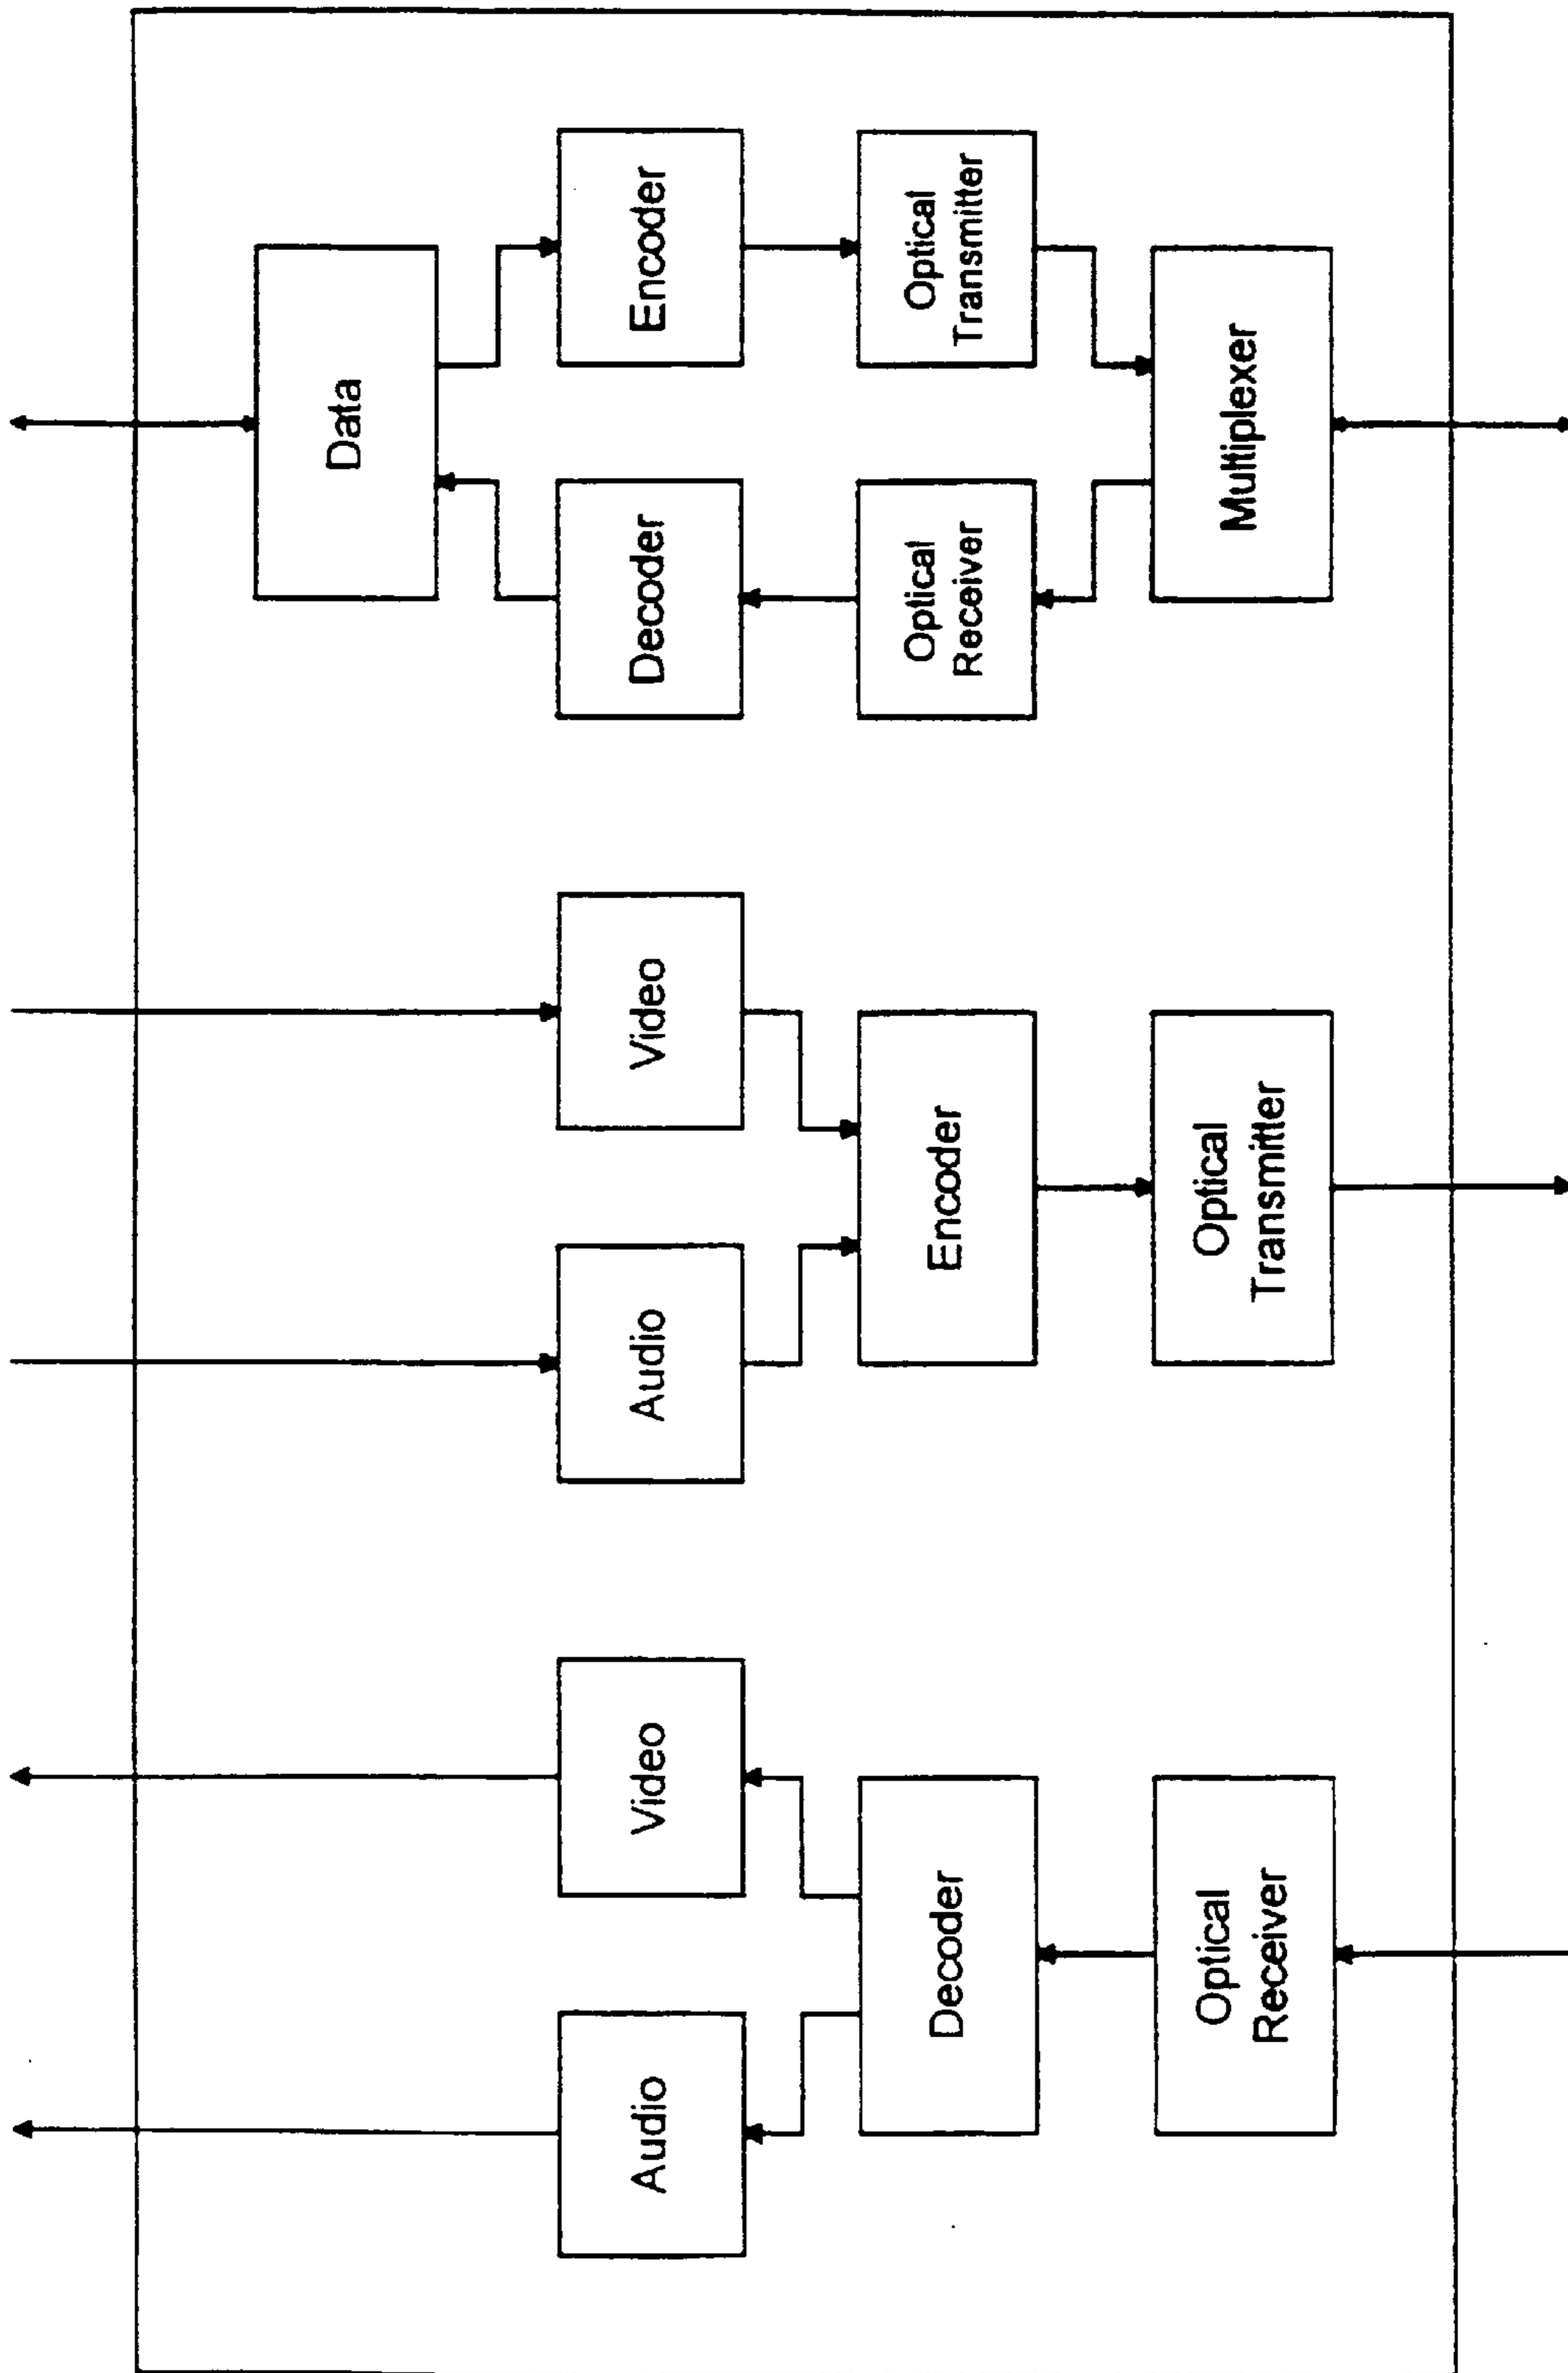 Data
Audio
Video
Audio
Video
Decoder
Encoder
Decoder
Encoder
Optical
Receiver
Optical
Transmitter
Optical
Receiver
Optical
Transmitter
Multiplexer